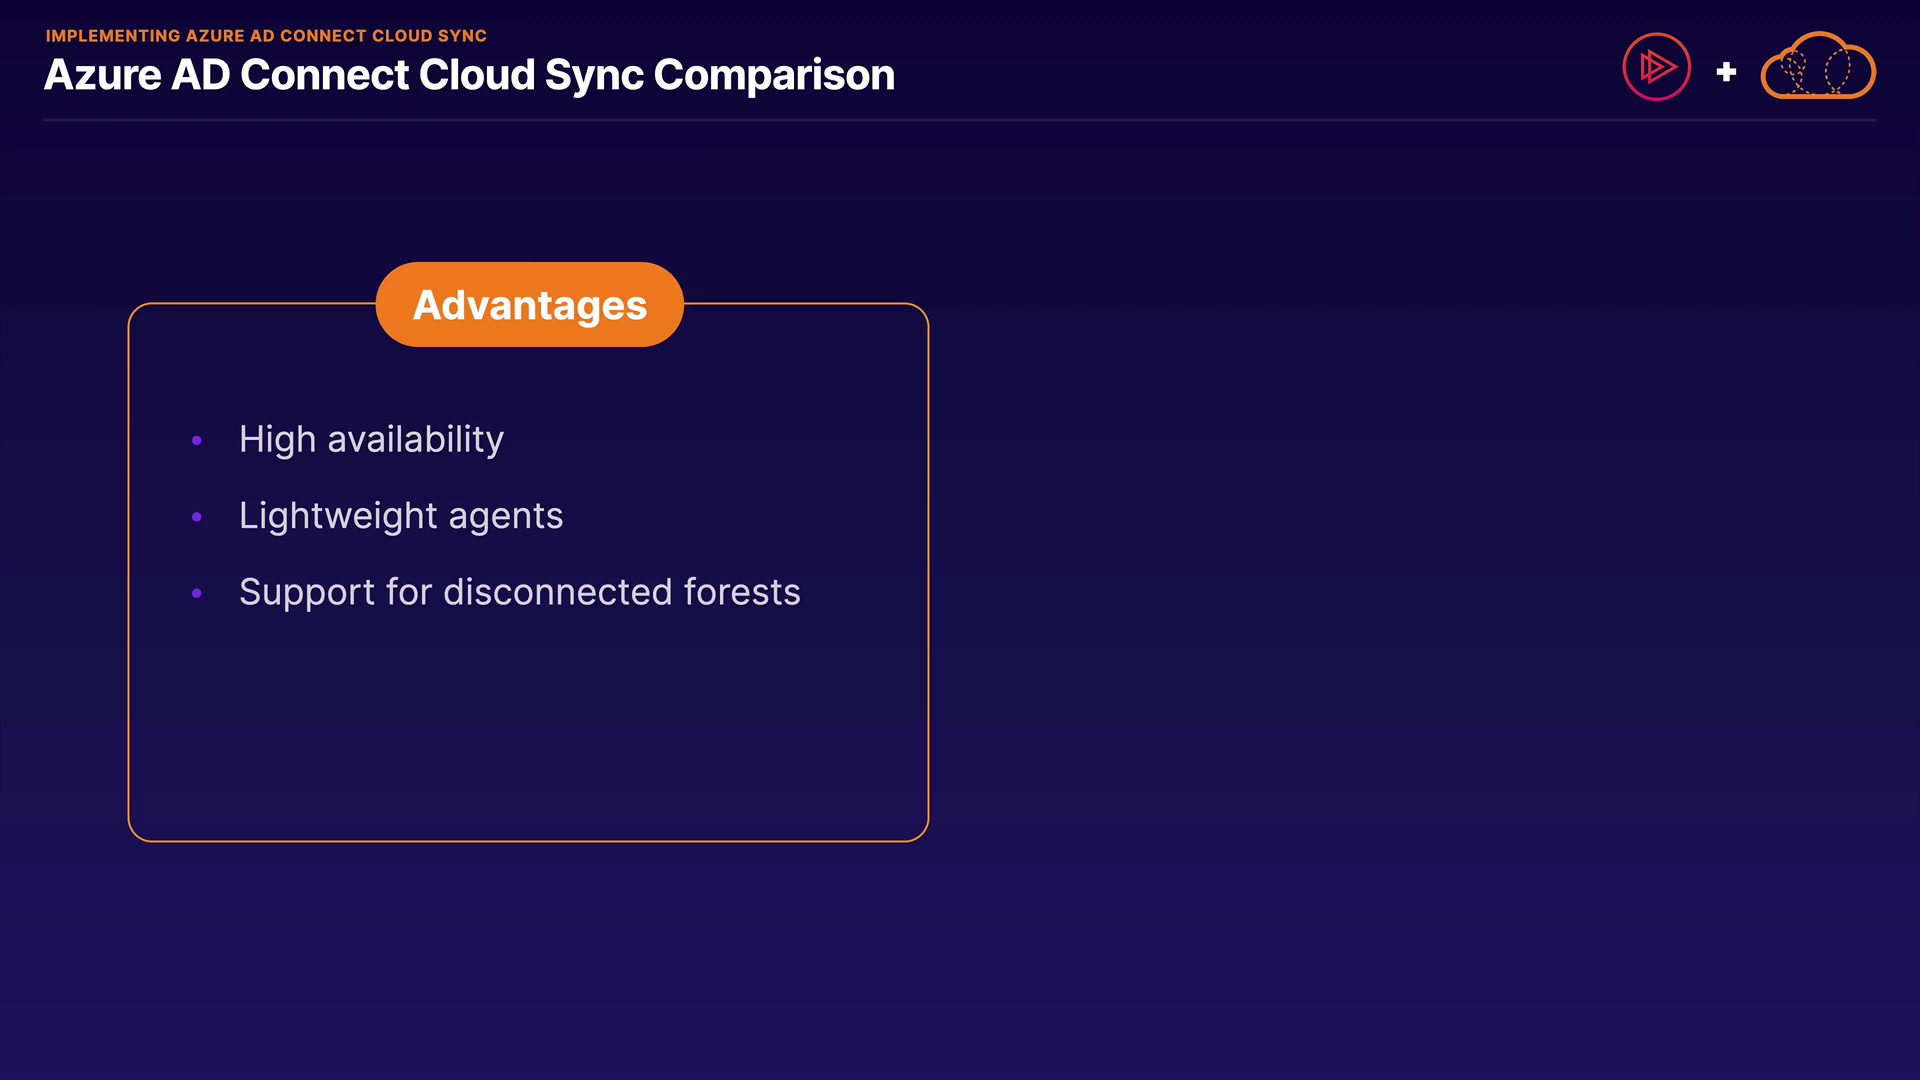 IMPLEMENTING AZURE AD CONNECT CLOUD SYNC
Azure AD Connect Cloud Sync Comparison
+
Advantages
• High availability
• Lightweight agents
• Support for disconnected forests